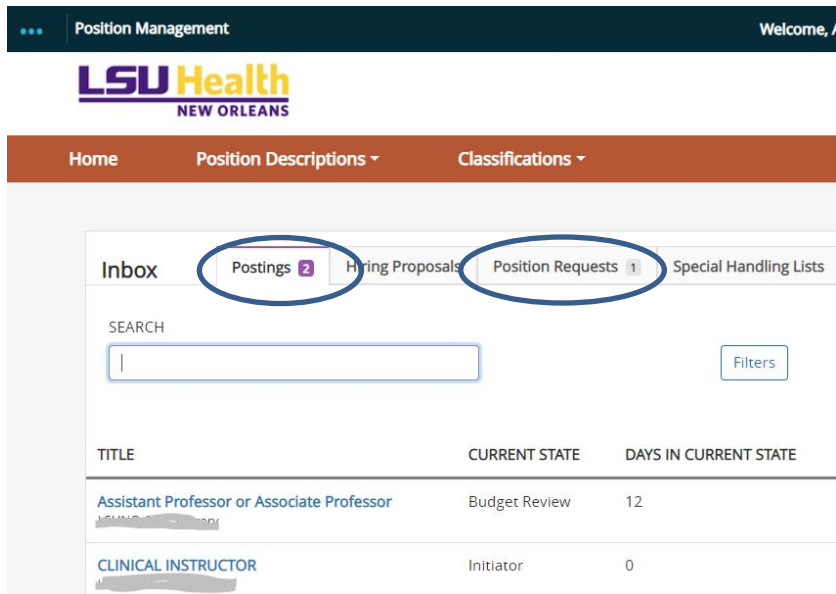 ••• Position Management Welcome,
LSU Health
NEW ORLEANS
Home Position Descriptions Classifications
Inbox Postings 2 Hiring Proposals Position Requests 1 Special Handling Lists
SEARCH
Filters
TITLE CURRENT STATE DAYS IN CURRENT STATE
Assistant Professor or Associate Professor Budget Review 12
CLINICAL INSTRUCTOR Initiator 0